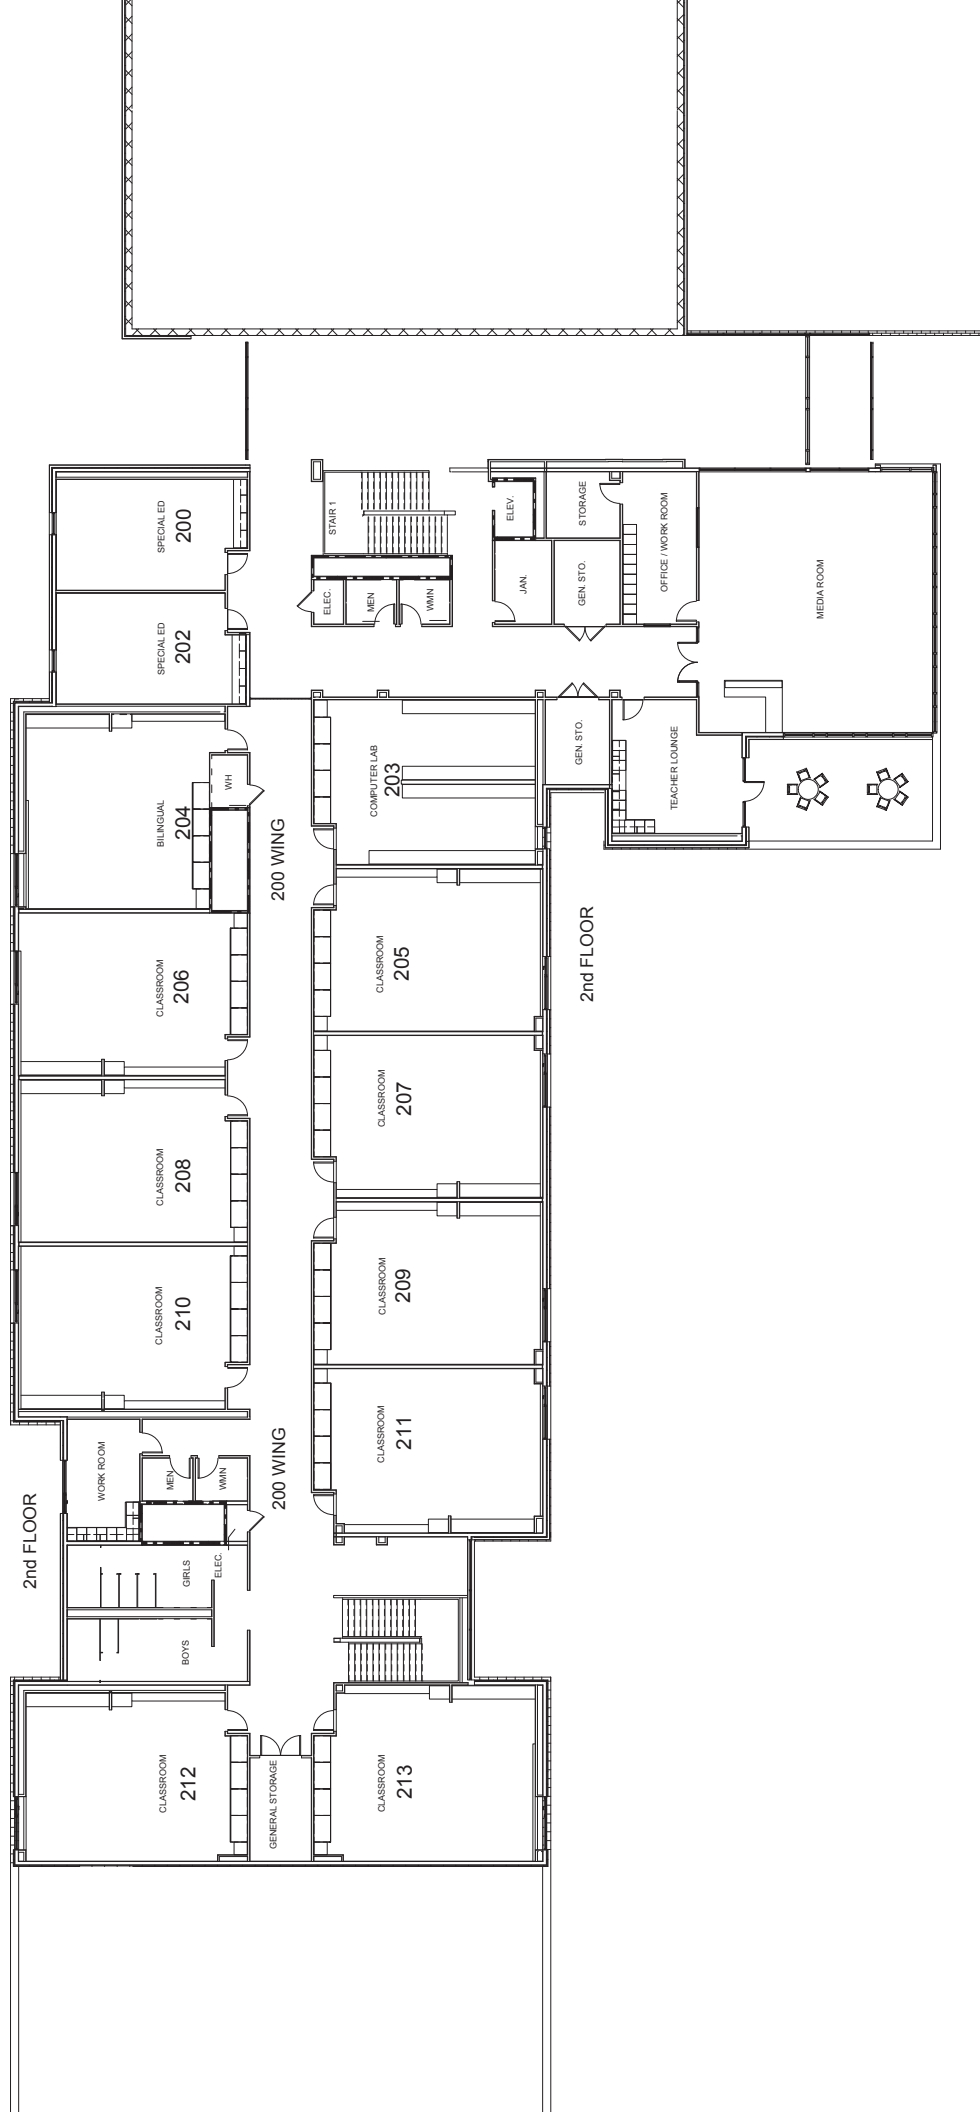 SPECIAL ED
200
STAIR 1
ELEV.
STORAGE
OFFICE / WORK ROOM
MEDIA ROOM
SPECIAL ED
202
ELEC.
MEN
WMN
JAN.
GEN. STO.
BILINGUAL
204
WH
200 WING
COMPUTER LAB
203
GEN. STO.
TEACHER LOUNGE
CLASSROOM
206
CLASSROOM
205
2nd FLOOR
CLASSROOM
208
CLASSROOM
207
CLASSROOM
210
CLASSROOM
209
2nd FLOOR
WORK ROOM
MEN
WMN
200 WING
CLASSROOM
211
GIRLS
ELEC.
BOYS
CLASSROOM
212
GENERAL STORAGE
CLASSROOM
213